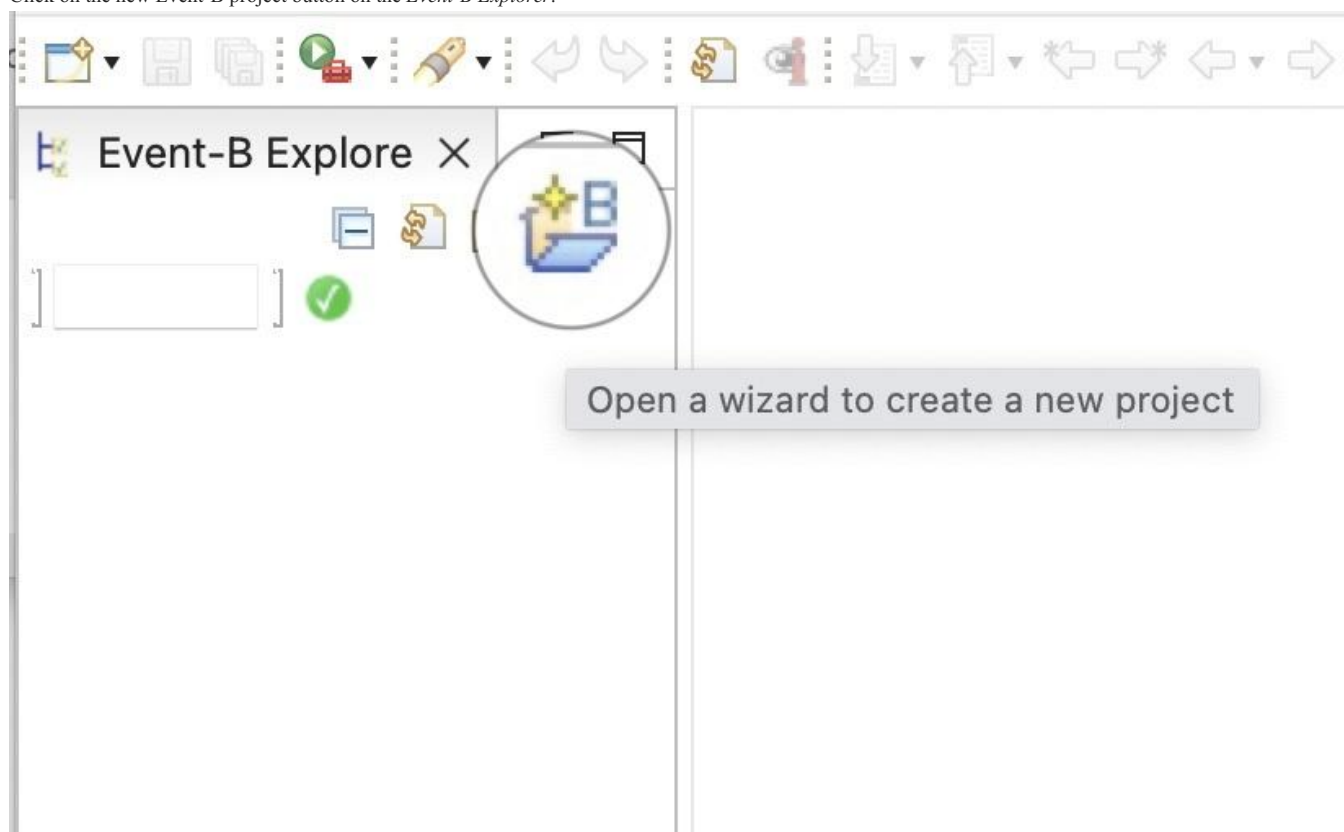 Click on the new Event-B project button on the Event-B Explorer.
Event-B Explore
B
Open a wizard to create a new project